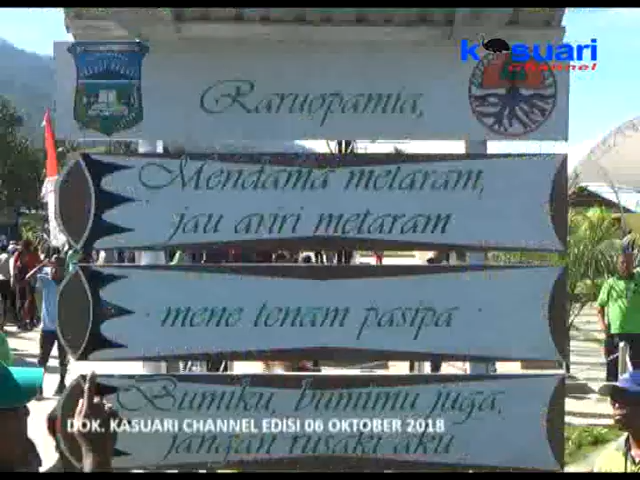 kasuari
channel
Raruopamia,
Mendama metaram,
jau ariri metaram
mene tenam pasipa
Bumiku, bumimu juga,
DOK. KASUARI CHANNEL EDISI 06 OKTOBER 2018
jangan rusaki aku